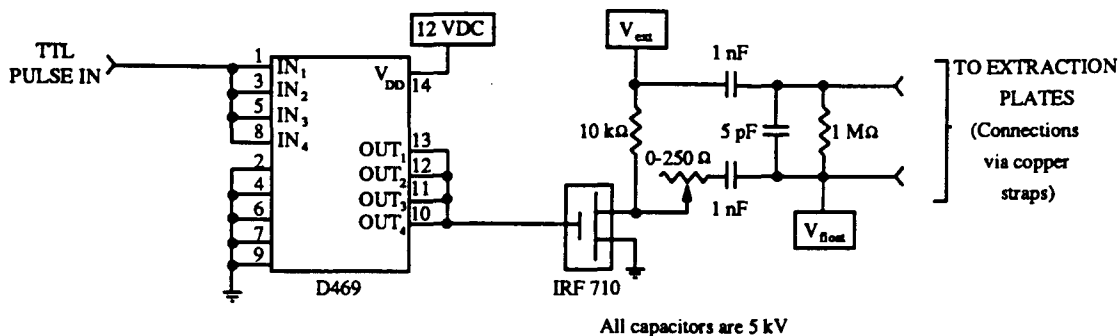 TTL
PULSE IN
12 VDC
1 IN1
3 IN2
5 IN3
8 IN4
2
4
6
7
9
VDD
14
OUT1 13
OUT2 12
OUT3 11
OUT4 10
D469
IRF 710
Vext
1 nF
10 kΩ
0-250 Ω
5 pF
1 MΩ
1 nF
Vfloat
TO EXTRACTION
PLATES
(Connections
via copper
straps)
All capacitors are 5 kV